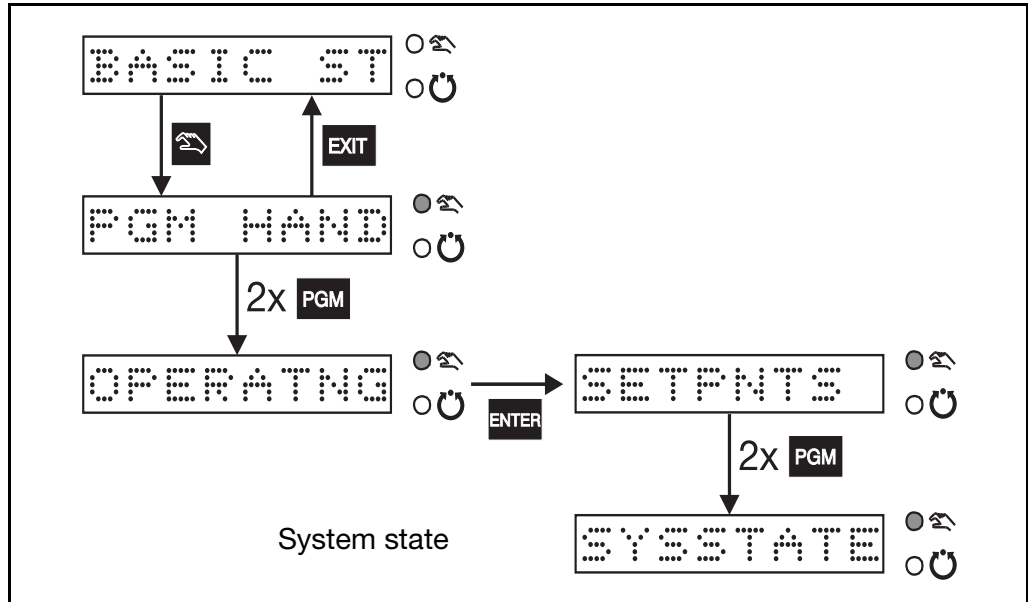 BASIC ST
EXIT
PGM HAND
2x PGM
OPERATNG
ENTER
SETPNTS
2x PGM
System state
SYSSTATE